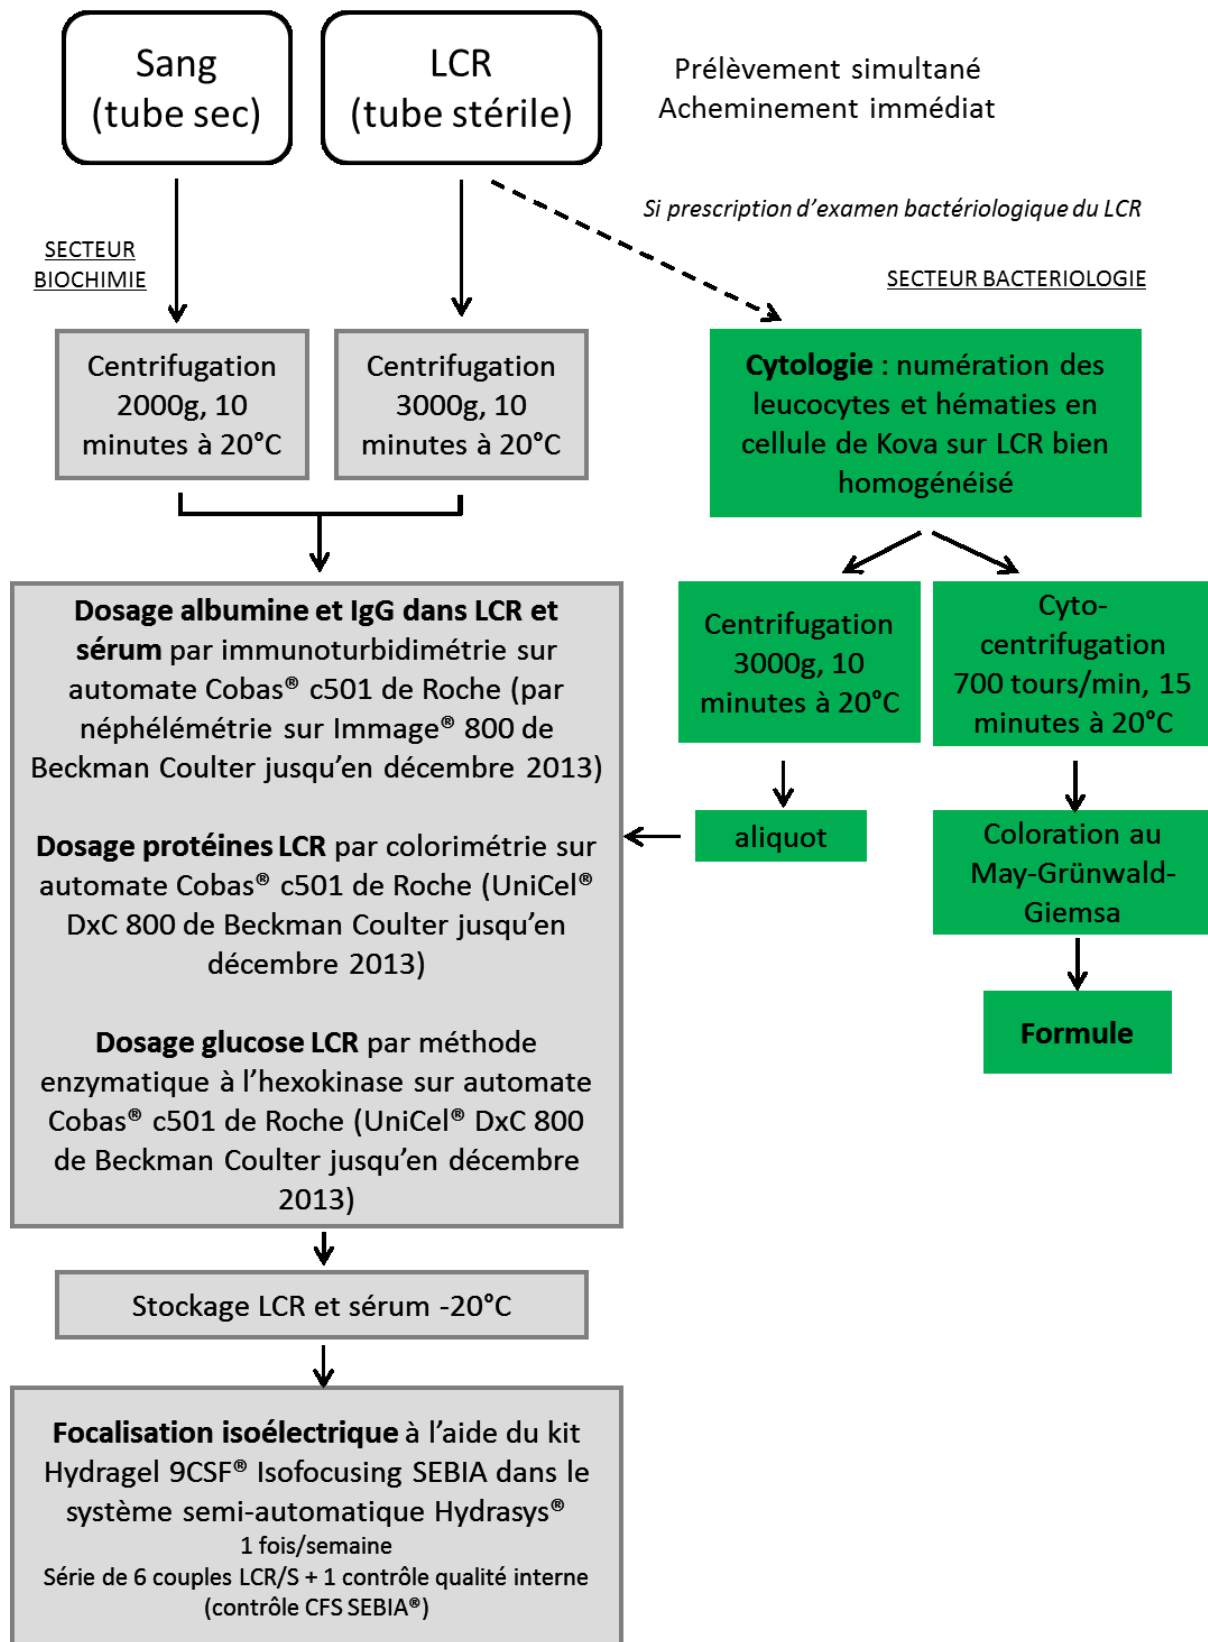 Sang
(tube sec)
LCR
(tube stérile)
Prélèvement simultané
Acheminement immédiat
Si prescription d'examen bactériologique du LCR
SECTEUR
BIOCHIMIE
SECTEUR BACTERIOLOGIE
Centrifugation
2000g, 10
minutes à 20°C
Centrifugation
3000g, 10
minutes à 20°C
Cytologie : numération des
leucocytes et hématies en
cellule de Kova sur LCR bien
homogénéisé
Dosage albumine et IgG dans LCR et
sérum par immunoturbidimétrie sur
automate Cobas® c501 de Roche (par
néphélémétrie sur Immage® 800 de
Beckman Coulter jusqu'en décembre 2013)
Dosage protéines LCR par colorimétrie sur
automate Cobas® c501 de Roche (UniCel®
DxC 800 de Beckman Coulter jusqu'en
décembre 2013)
Dosage glucose LCR par méthode
enzymatique à l'hexokinase sur automate
Cobas® c501 de Roche (UniCel® DxC 800
de Beckman Coulter jusqu'en décembre
2013)
Centrifugation
3000g, 10
minutes à 20°C
aliquot
Cyto-
centrifugation
700 tours/min, 15
minutes à 20°C
Coloration au
May-Grünwald-
Giemsa
Formule
Stockage LCR et sérum -20°C
Focalisation isoélectrique à l'aide du kit
Hydragel 9CSF® Isofocusing SEBIA dans le
système semi-automatique Hydrasys®
1 fois/semaine
Série de 6 couples LCR/S + 1 contrôle qualité interne
(contrôle CFS SEBIA®)